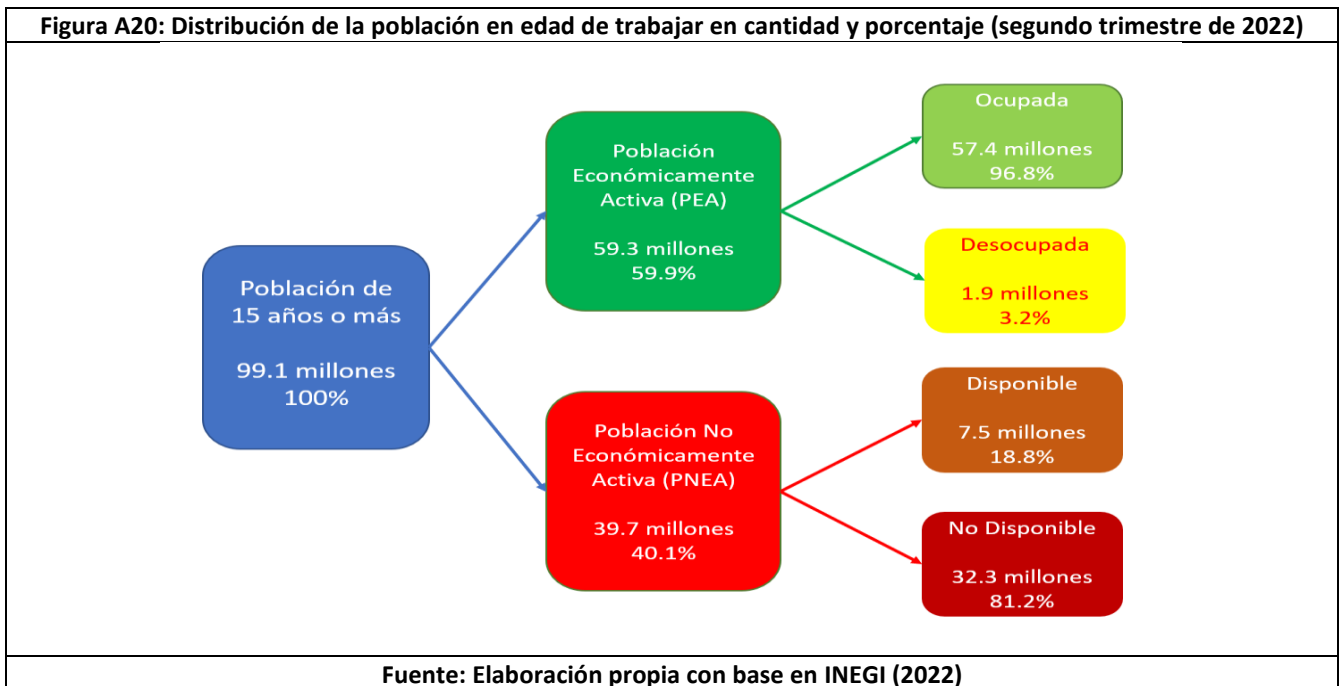 Figura A20: Distribución de la población en edad de trabajar en cantidad y porcentaje (segundo trimestre de 2022)
Población de
15 años o más
99.1 millones
100%
Población
Económicamente
Activa (PEA)
59.3 millones
59.9%
Ocupada
57.4 millones
96.8%
Desocupada
1.9 millones
3.2%
Población No
Económicamente
Activa (PNEA)
39.7 millones
40.1%
Disponible
7.5 millones
18.8%
No Disponible
32.3 millones
81.2%
Fuente: Elaboración propia con base en INEGI (2022)